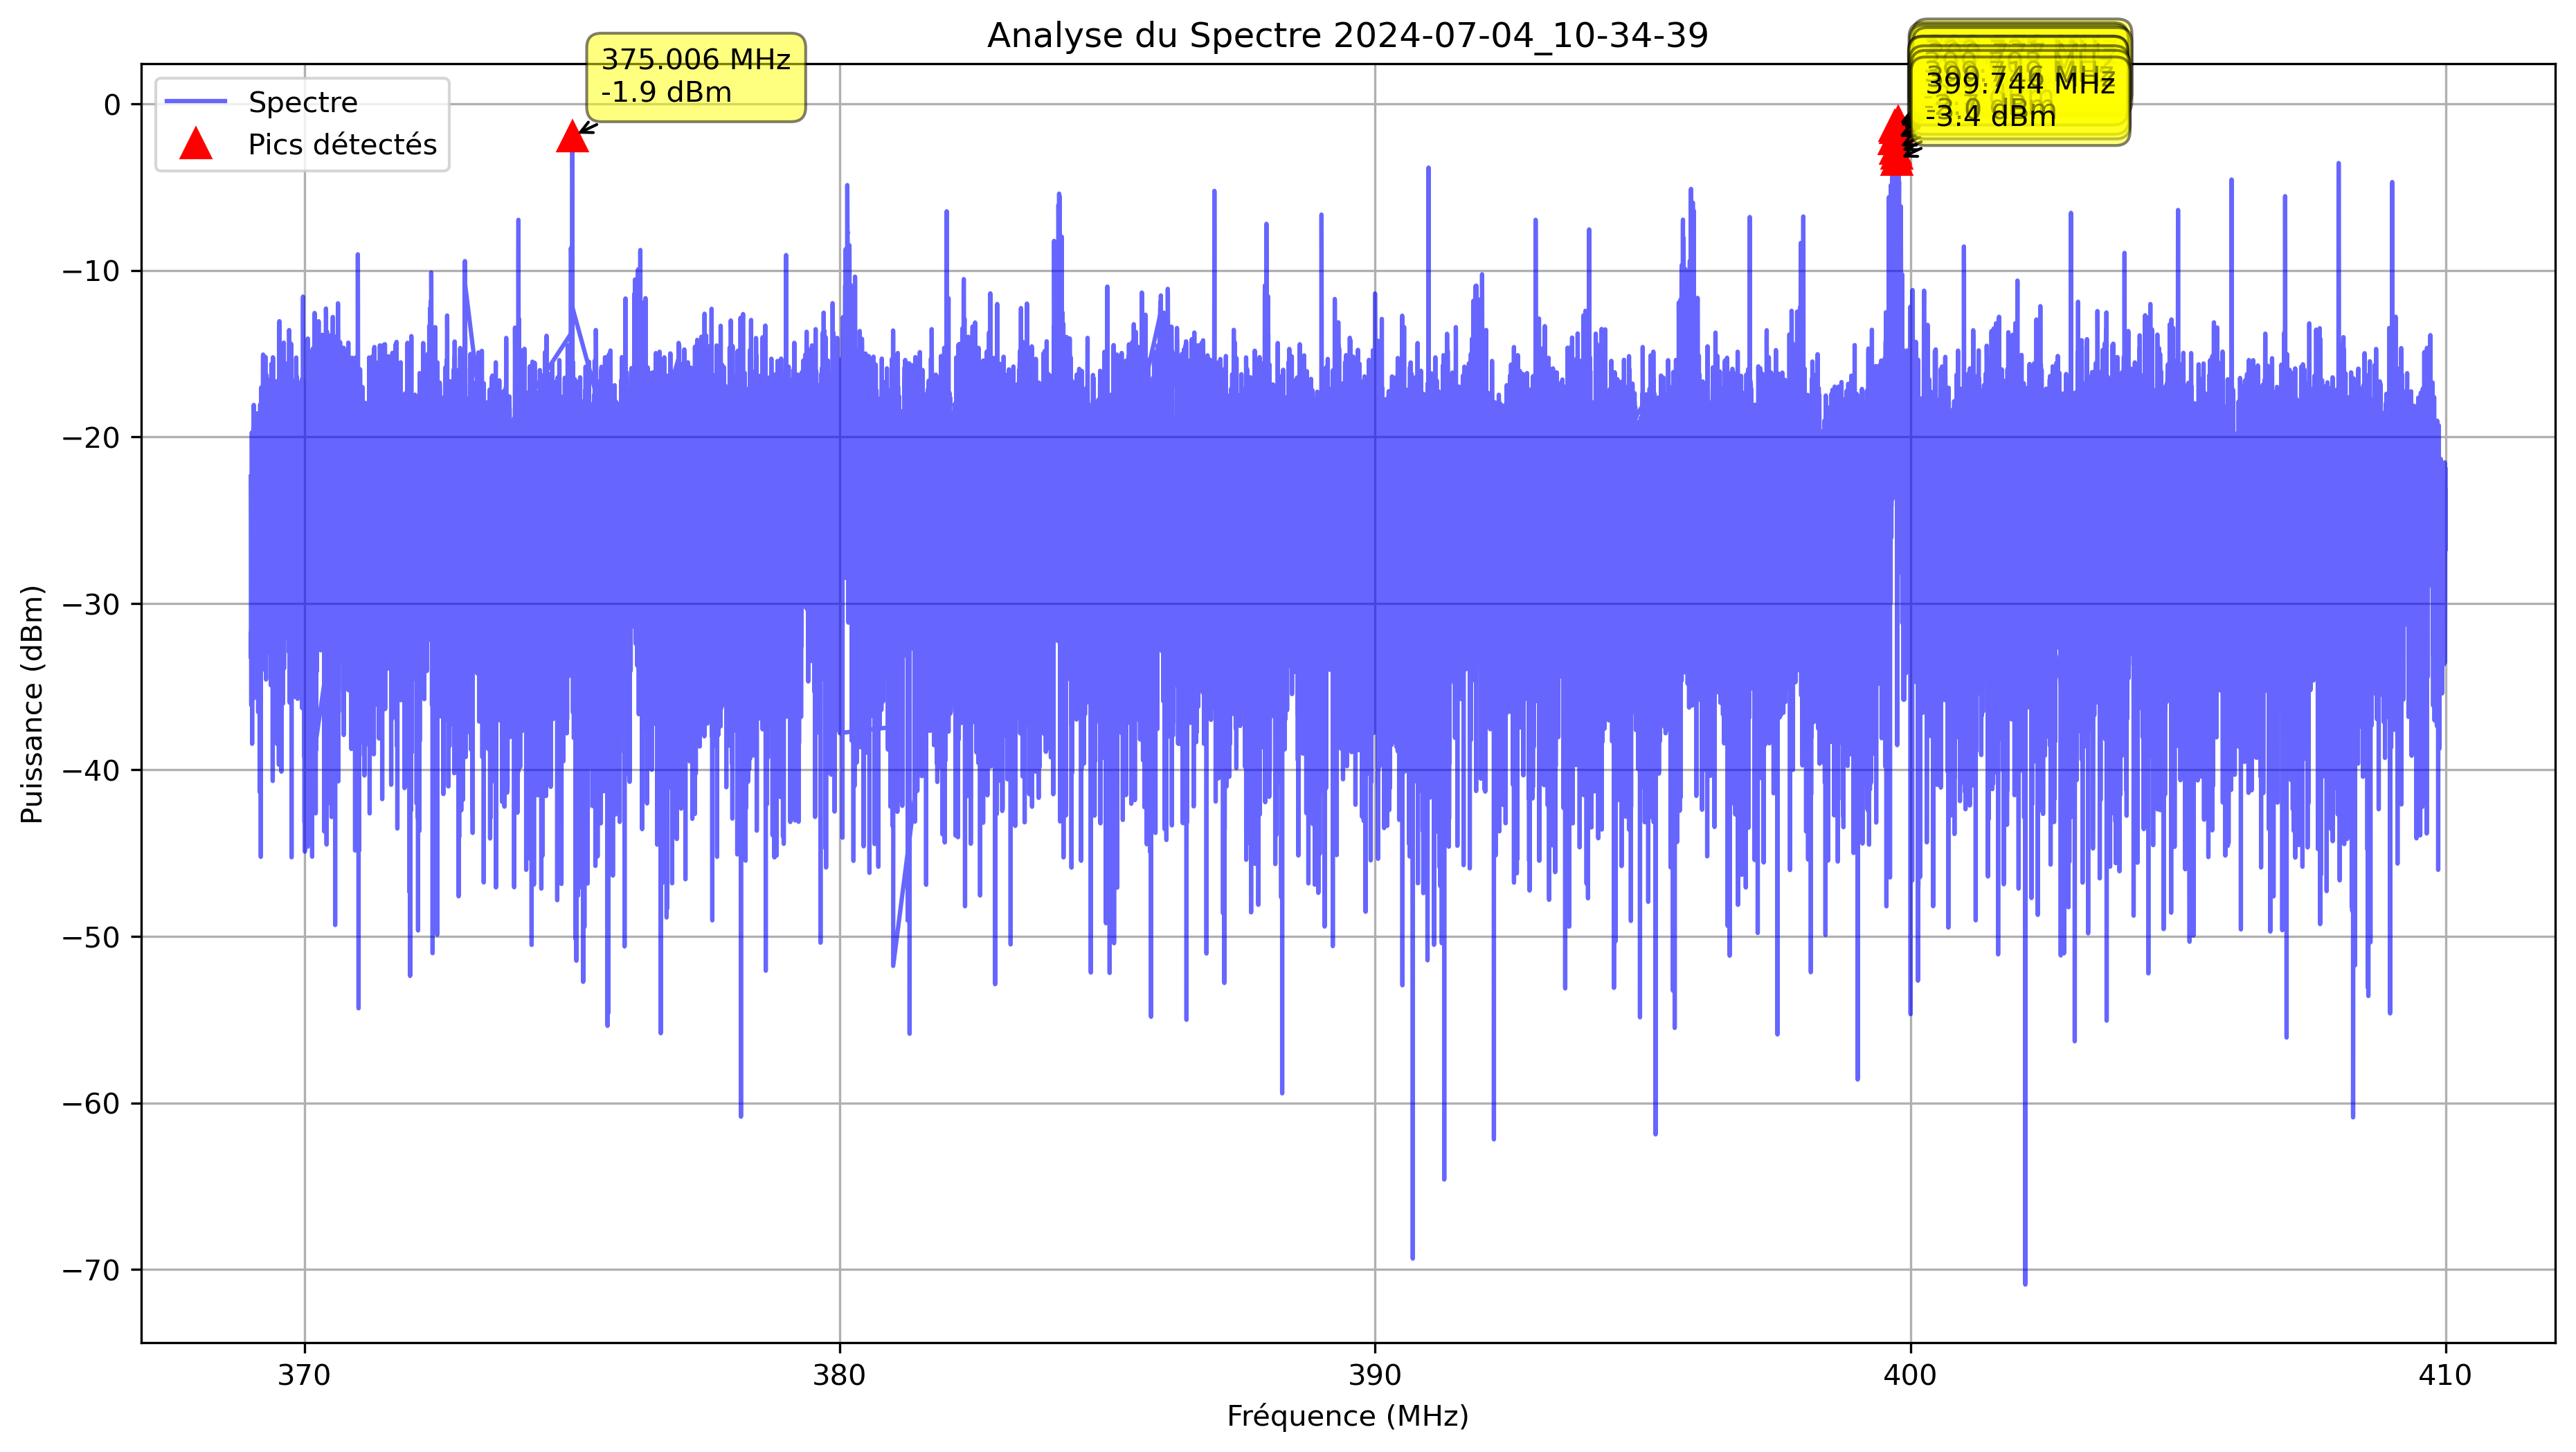 Analyse du Spectre 2024-07-04_10-34-39
375.006 MHz
-1.9 dBm
399.744 MHz
-3.4 dBm
Spectre
Pics détectés
0
−10
−20
−30
−40
−50
−60
−70
Puissance (dBm)
370
380
390
400
410
Fréquence (MHz)